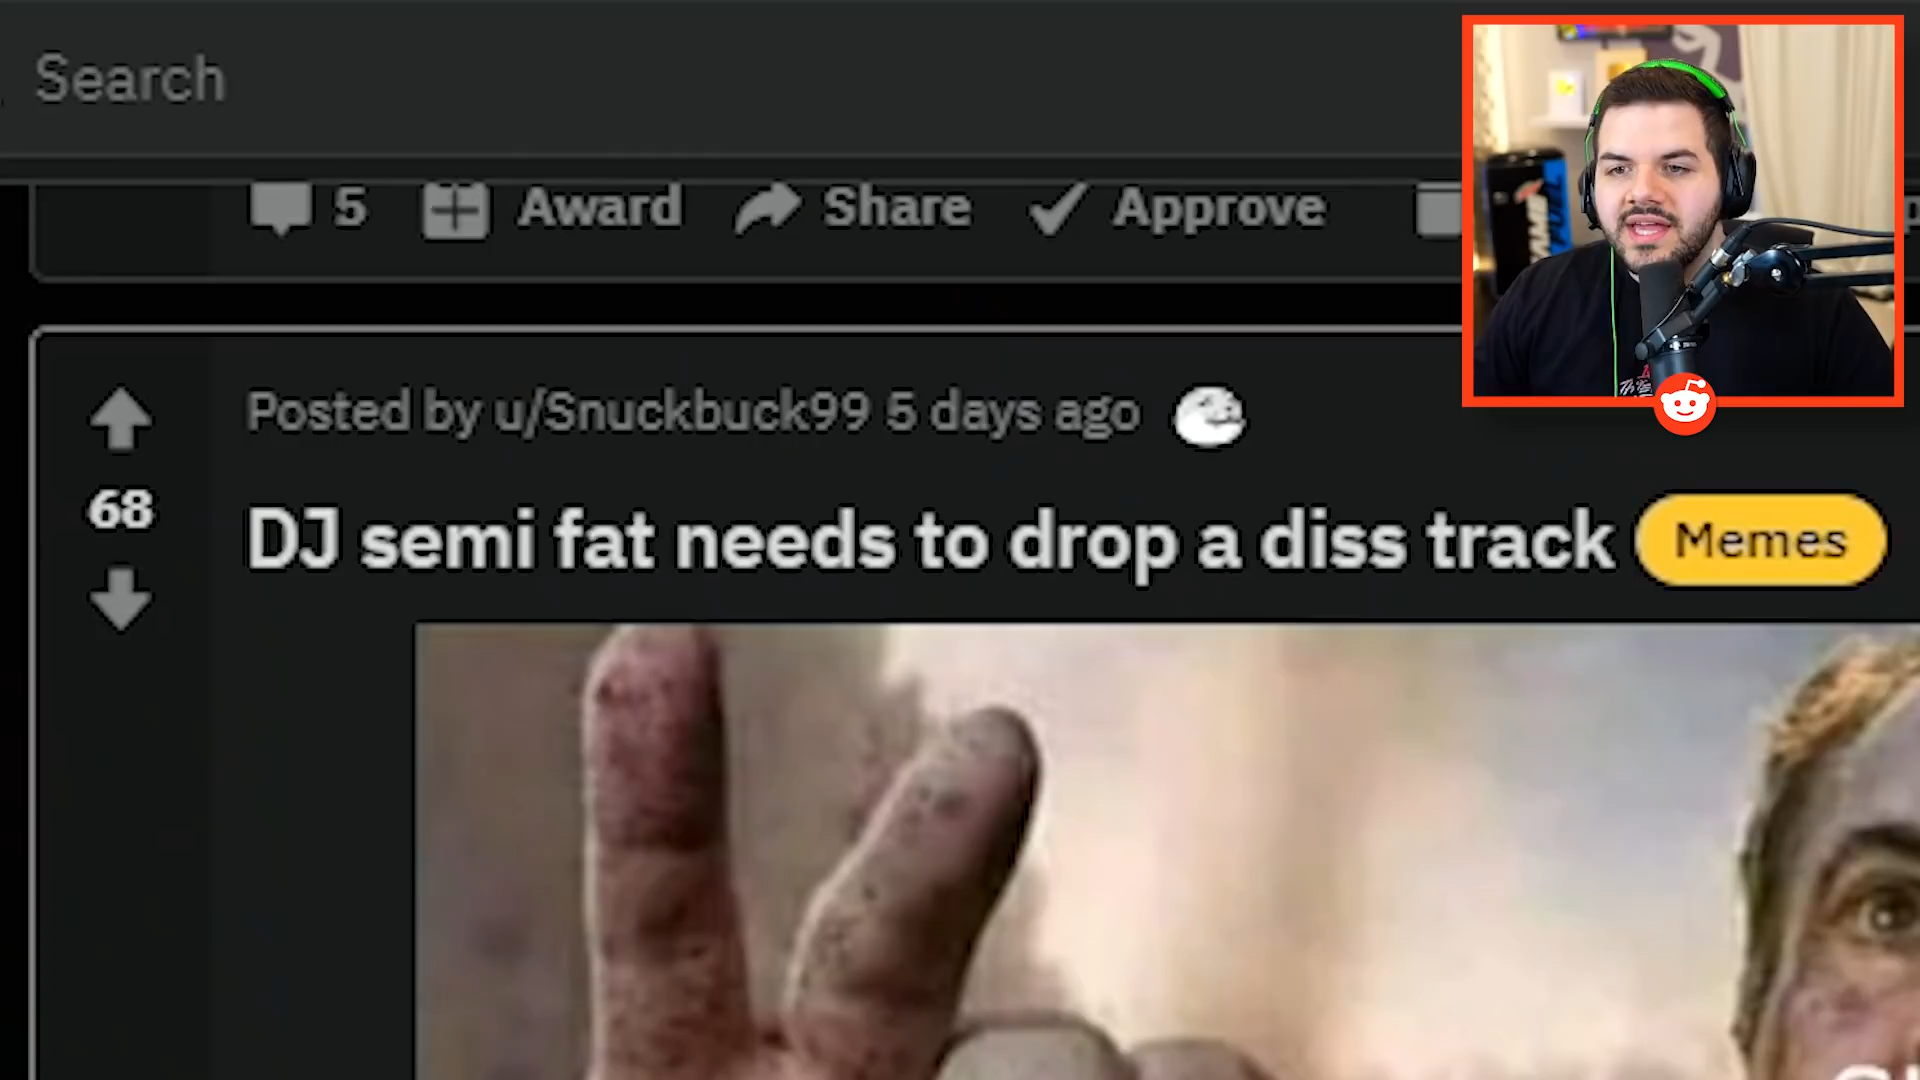 Search
5 Award Share Approve
Posted by u/Snuckbuck99 5 days ago
68
DJ semi fat needs to drop a diss track Memes